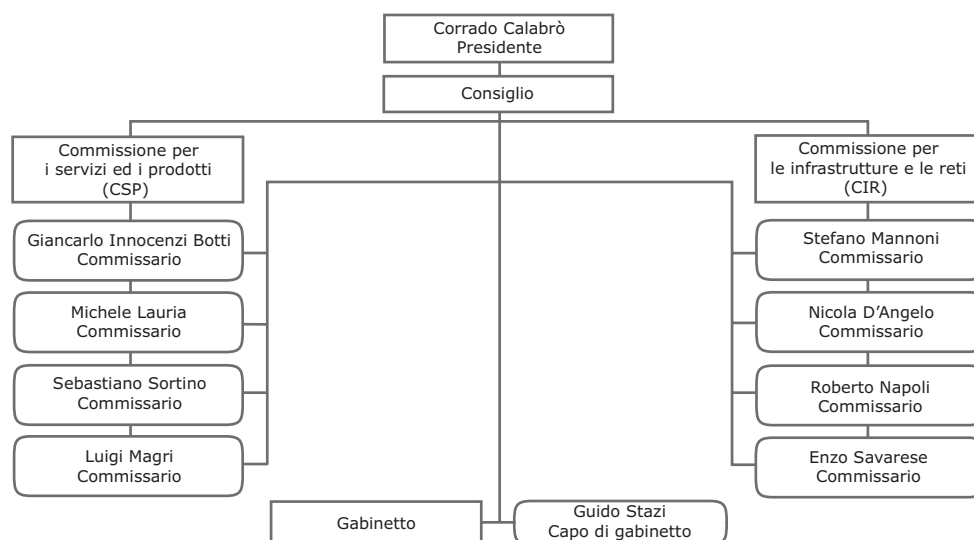 Corrado Calabrò
Presidente
Consiglio
Commissione per
i servizi ed i prodotti
(CSP)
Giancarlo Innocenzi Botti
Commissario
Michele Lauria
Commissario
Sebastiano Sortino
Commissario
Luigi Magri
Commissario
Commissione per
le infrastrutture e le reti
(CIR)
Stefano Mannoni
Commissario
Nicola D’Angelo
Commissario
Roberto Napoli
Commissario
Enzo Savarese
Commissario
Gabinetto
Guido Stazi
Capo di gabinetto